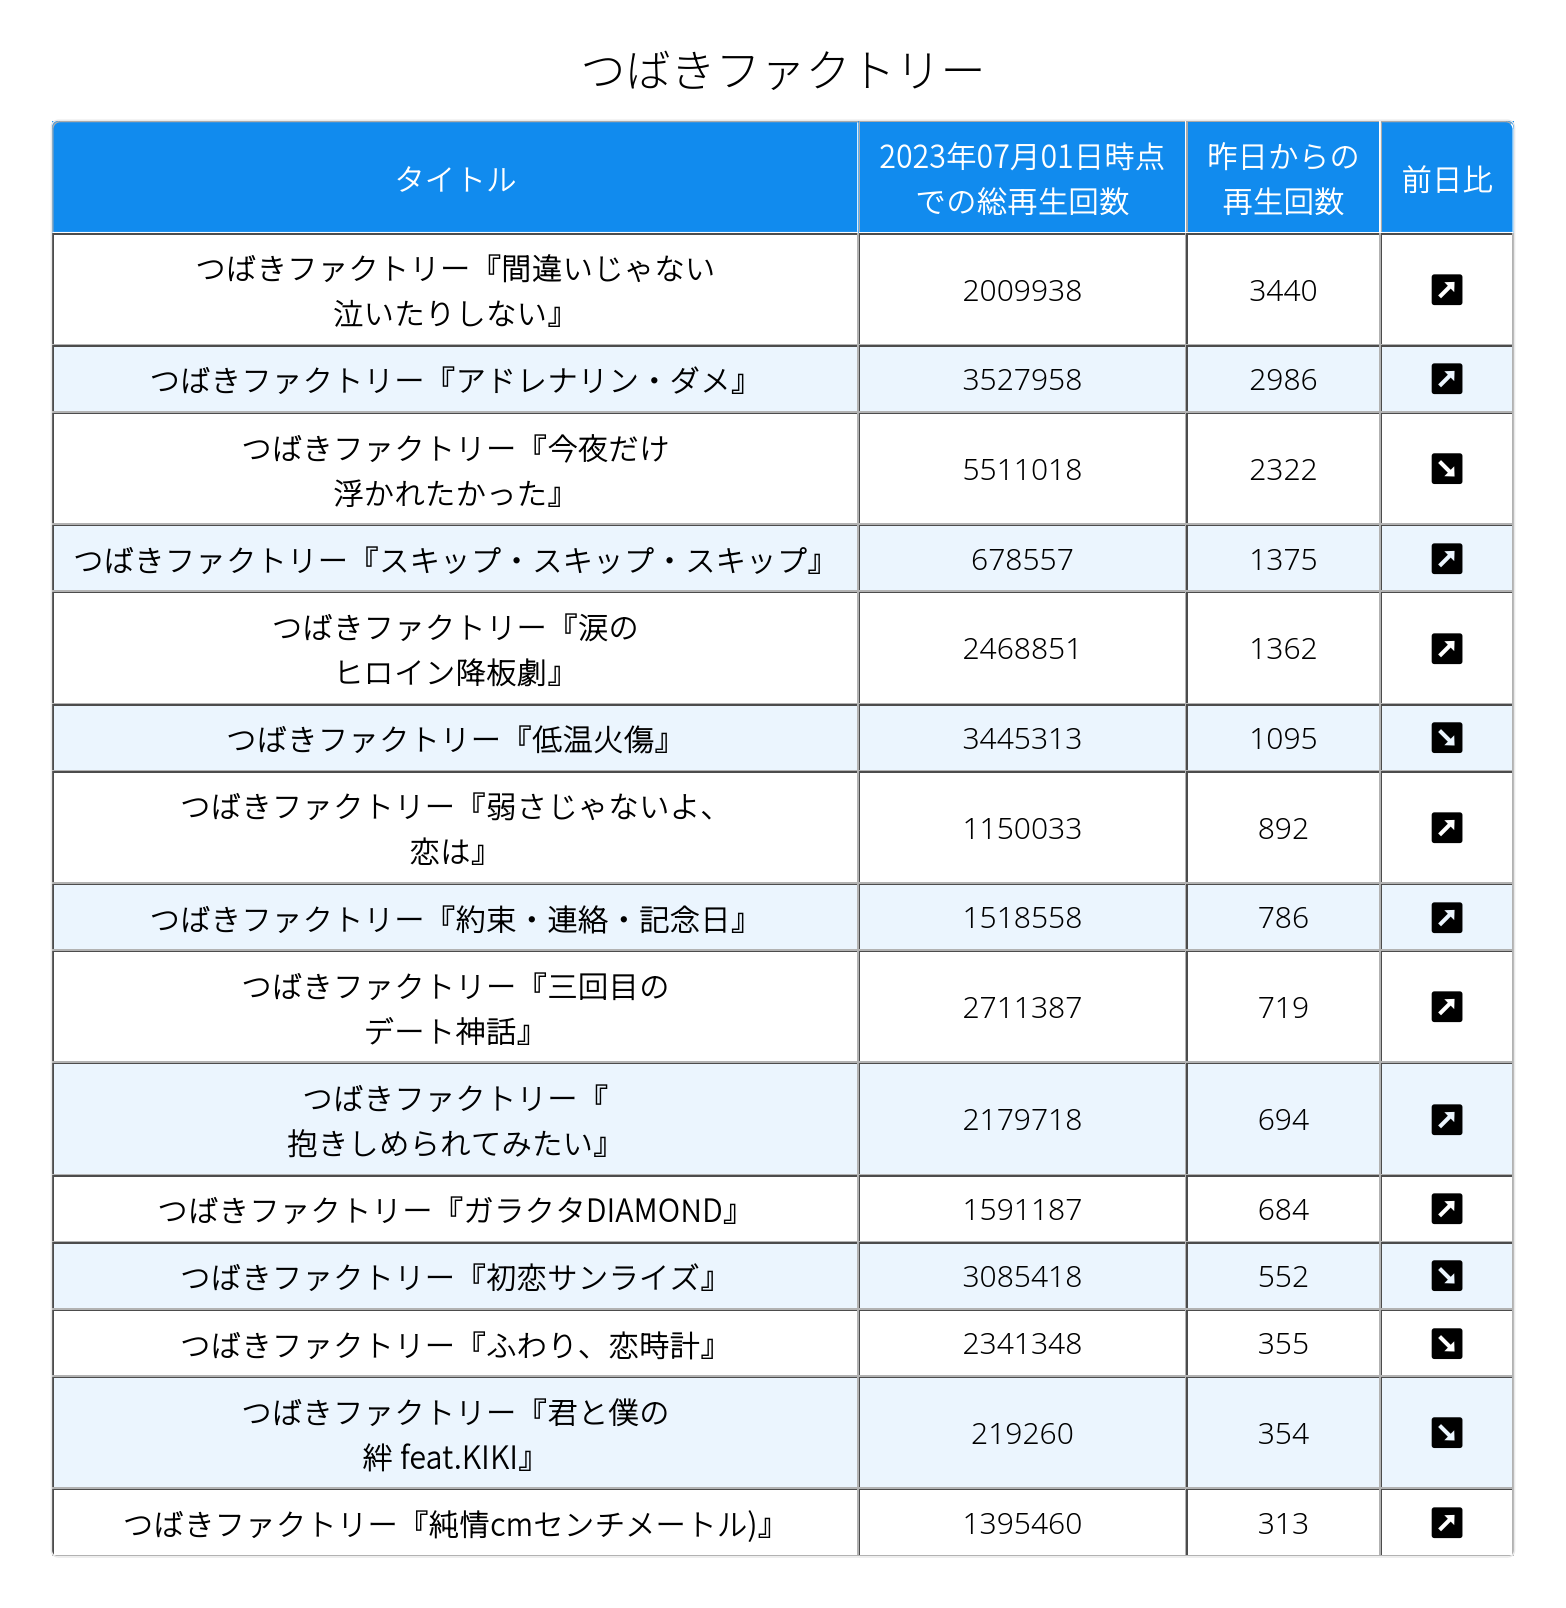 つばきファクトリー
タイトル
2023年07月01日時点
での総再生回数
昨日からの
再生回数
前日比
つばきファクトリー『間違いじゃない
泣いたりしない』
2009938
3440
つばきファクトリー『アドレナリン・ダメ』
3527958
2986
つばきファクトリー『今夜だけ
浮かれたかった』
5511018
2322
つばきファクトリー『スキップ・スキップ・スキップ』
678557
1375
つばきファクトリー『涙の
ヒロイン降板劇』
2468851
1362
つばきファクトリー『低温火傷』
3445313
1095
つばきファクトリー『弱さじゃないよ、
恋は』
1150033
892
つばきファクトリー『約束・連絡・記念日』
1518558
786
つばきファクトリー『三回目の
デート神話』
2711387
719
つばきファクトリー『
抱きしめられてみたい』
2179718
694
つばきファクトリー『ガラクタDIAMOND』
1591187
684
つばきファクトリー『初恋サンライズ』
3085418
552
つばきファクトリー『ふわり、恋時計』
2341348
355
つばきファクトリー『君と僕の
絆 feat.KIKI』
219260
354
つばきファクトリー『純情cmセンチメートル)』
1395460
313